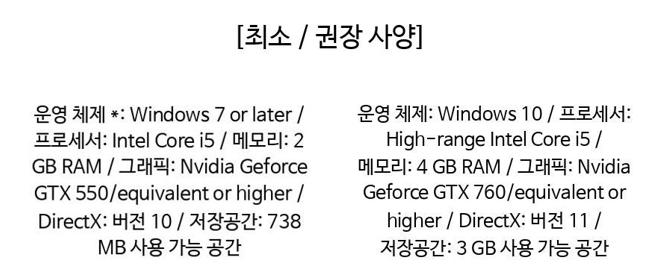 [최소 / 권장 사양]
운영 체제 *: Windows 7 or later /
프로세서: Intel Core i5 / 메모리: 2
GB RAM / 그래픽: Nvidia Geforce
GTX 550/equivalent or higher /
DirectX: 버전 10 / 저장공간: 738
MB 사용 가능 공간
운영 체제: Windows 10 / 프로세서:
High-range Intel Core i5 /
메모리: 4 GB RAM / 그래픽: Nvidia
Geforce GTX 760/equivalent or
higher / DirectX: 버전 11 /
저장공간: 3 GB 사용 가능 공간